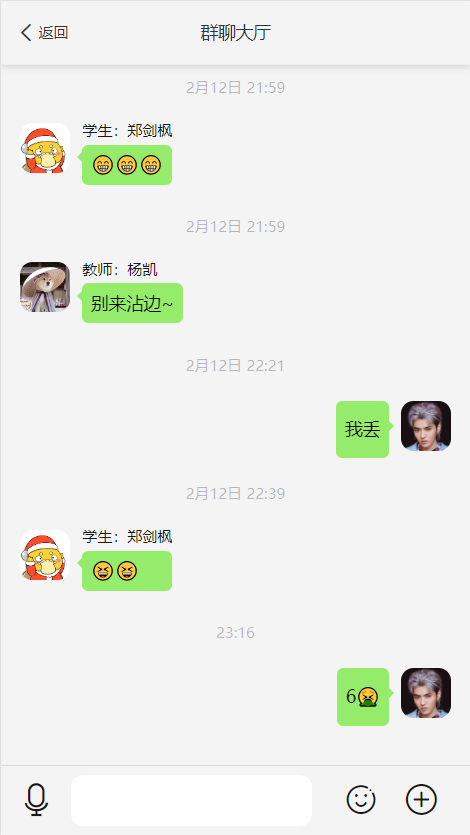 返回
群聊大厅
2月12日 21:59
学生：郑剑枫
😁😁😁
2月12日 21:59
教师：杨凯
别来沾边~
2月12日 22:21
我丢
2月12日 22:39
学生：郑剑枫
😆😆
23:16
6🤮